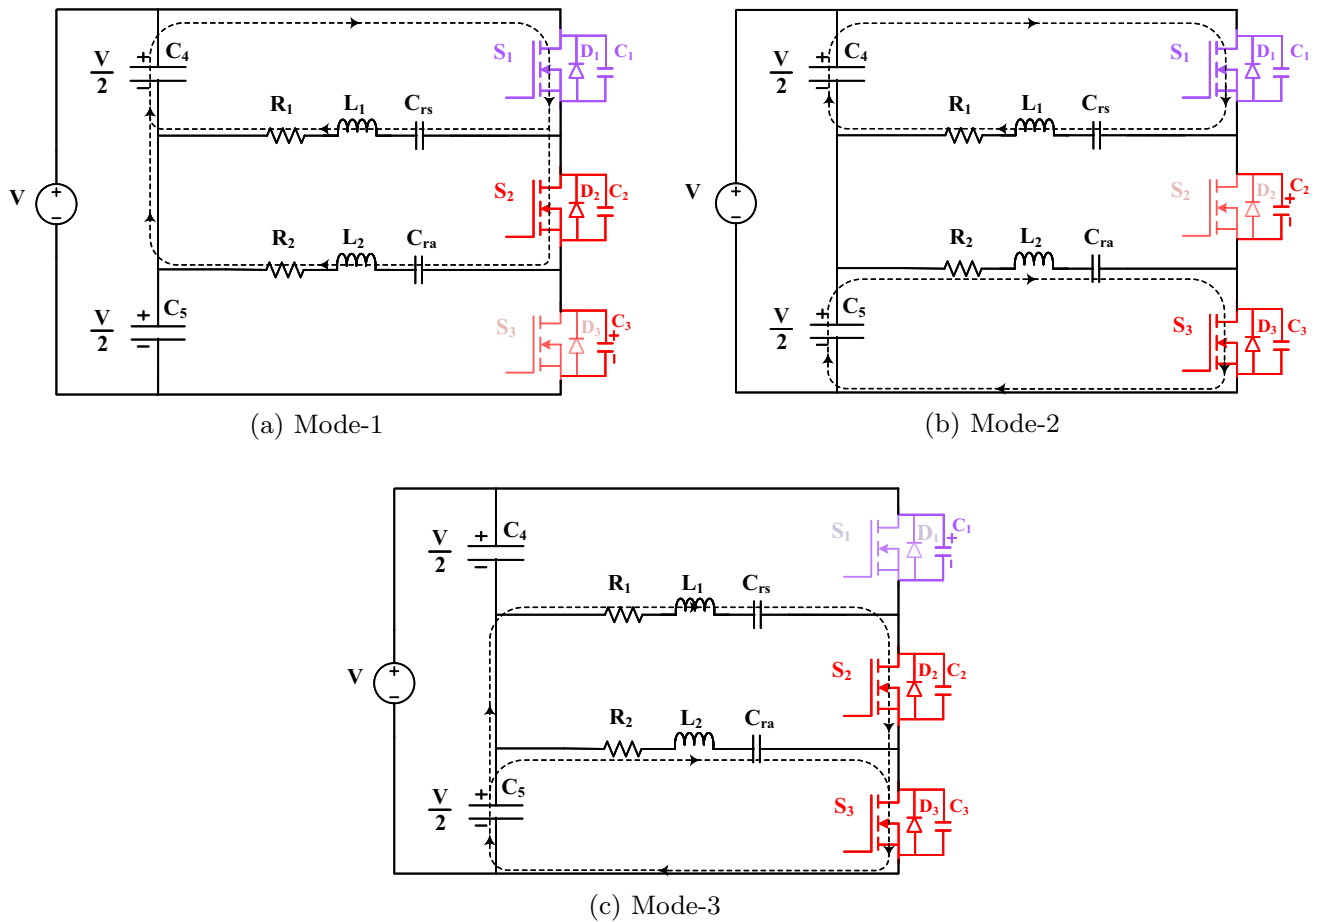 V
V/2
+
−
C4
S1
D1
C1
R1
L1
Crs
+
−
S2
D2
C2
R2
L2
Cra
V/2
+
−
C5
S3
D3
C3
+
−
(a) Mode-1
V
V/2
+
−
C4
S1
D1
C1
R1
L1
Crs
+
−
S2
D2
C2
+
−
R2
L2
Cra
V/2
+
−
C5
S3
D3
C3
(b) Mode-2
V
V/2
+
−
C4
S1
D1
C1
+
−
R1
L1
Crs
+
−
S2
D2
C2
R2
L2
Cra
V/2
+
−
C5
S3
D3
C3
(c) Mode-3